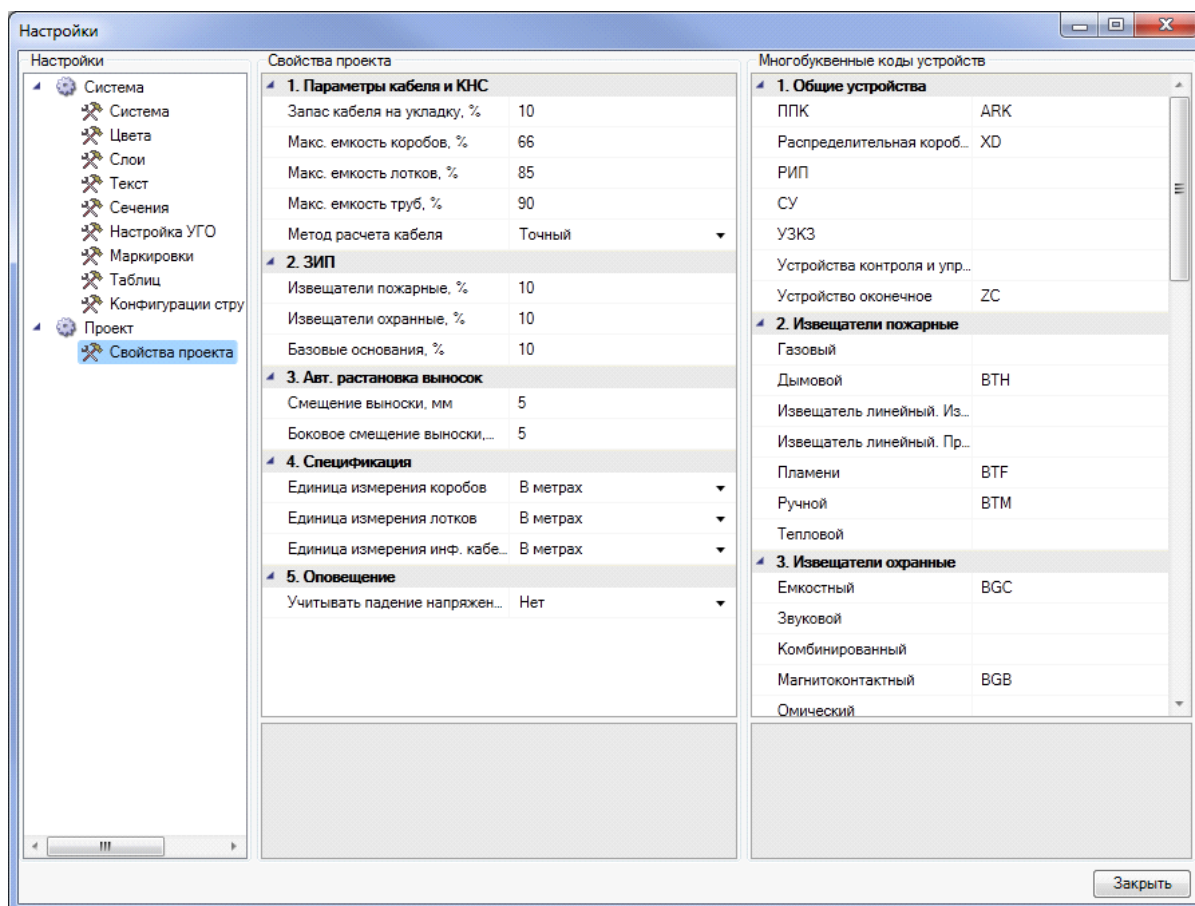 Настройки
Настройки
Система
Система
Цвета
Слои
Текст
Сечения
Настройка УГО
Маркировки
Таблиц
Конфигурации стру
Проект
Свойства проекта
Свойства проекта
1. Параметры кабеля и КНС
Запас кабеля на укладку, % 10
Макс. емкость коробов, % 66
Макс. емкость лотков, % 85
Макс. емкость труб, % 90
Метод расчета кабеля Точный
2. ЗИП
Извещатели пожарные, % 10
Извещатели охранные, % 10
Базовые основания, % 10
3. Авт. растановка выносок
Смещение выноски, мм 5
Боковое смещение выноски,... 5
4. Спецификация
Единица измерения коробов В метрах
Единица измерения лотков В метрах
Единица измерения инф. кабе... В метрах
5. Оповещение
Учитывать падение напряжен... Нет
Многобуквенные коды устройств
1. Общие устройства
ППК ARK
Распределительная короб... XD
РИП
СУ
УЗКЗ
Устройства контроля и упр...
Устройство оконечное ZC
2. Извещатели пожарные
Газовый
Дымовой BTH
Извещатель линейный. Из...
Извещатель линейный. Пр...
Пламени BTF
Ручной BTM
Тепловой
3. Извещатели охранные
Емкостный BGC
Звуковой
Комбинированный
Магнитоконтактный BGB
Омический
Закрыть